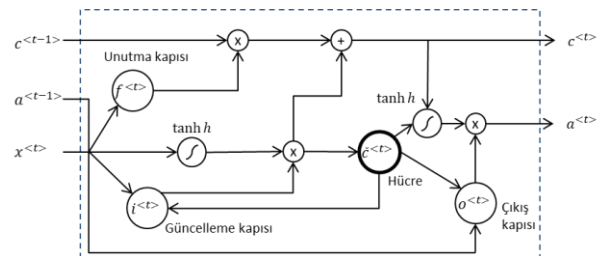 c<t−1>
x
+
c<t>
Unutma kapısı
f<t>
a<t−1>
tanh h
tanh h
x
a<t>
x<t>
∫
x
č<t>
∫
Hücre
i<t>
Güncelleme kapısı
o<t>
Çıkış
kapısı